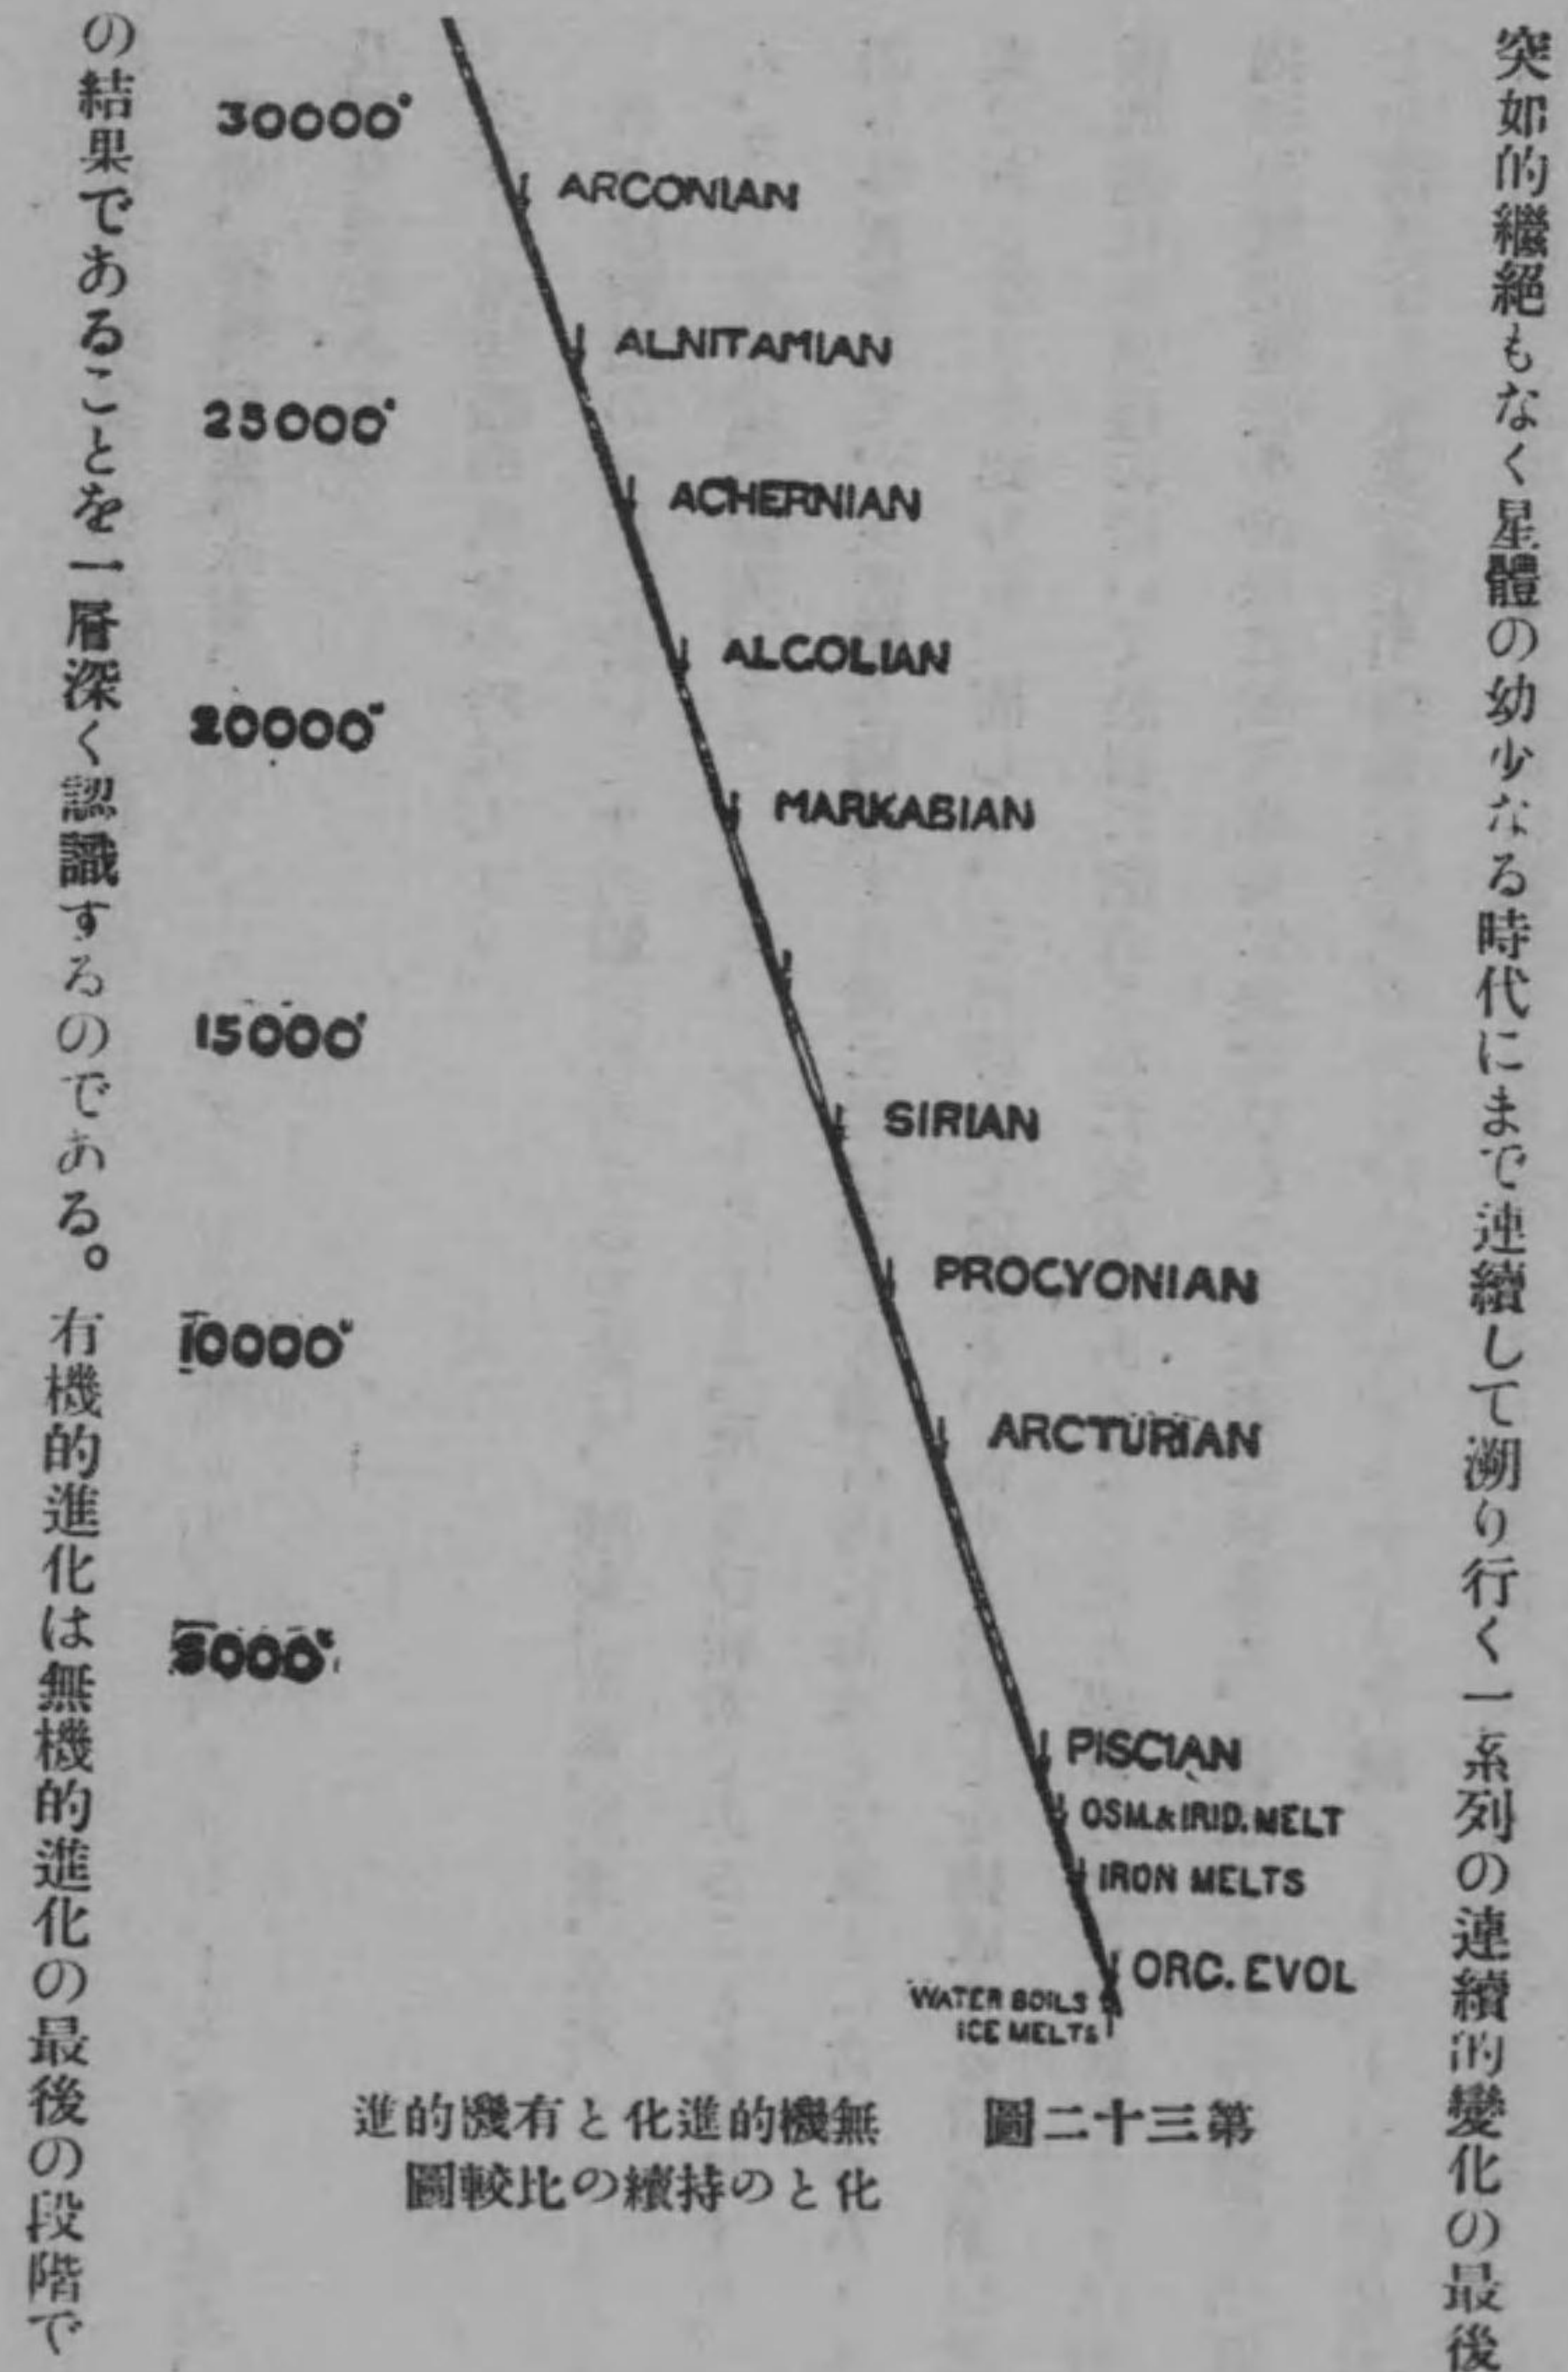 突如的繼絕もなく星體の幼少なる時代にまで連續して溯り行く一系列の連續的變化の最後
30000°
ARCONIAN
ALNITAMIAN
25000°
ACHERNIAN
ALCOLIAN
20000°
MARKABIAN
15000°
SIRIAN
PROCYONIAN
10000°
ARCTURIAN
5000°
PISCIAN
OSM.& IRID. MELT
IRON MELTS
ORC. EVOL
WATER BOILS
ICE MELTS
圖二十三第
進的機有と化進的機無
圖較比の續持のと化
の結果であることを一層深く認識するのである。有機的進化は無機的進化の最後の段階で